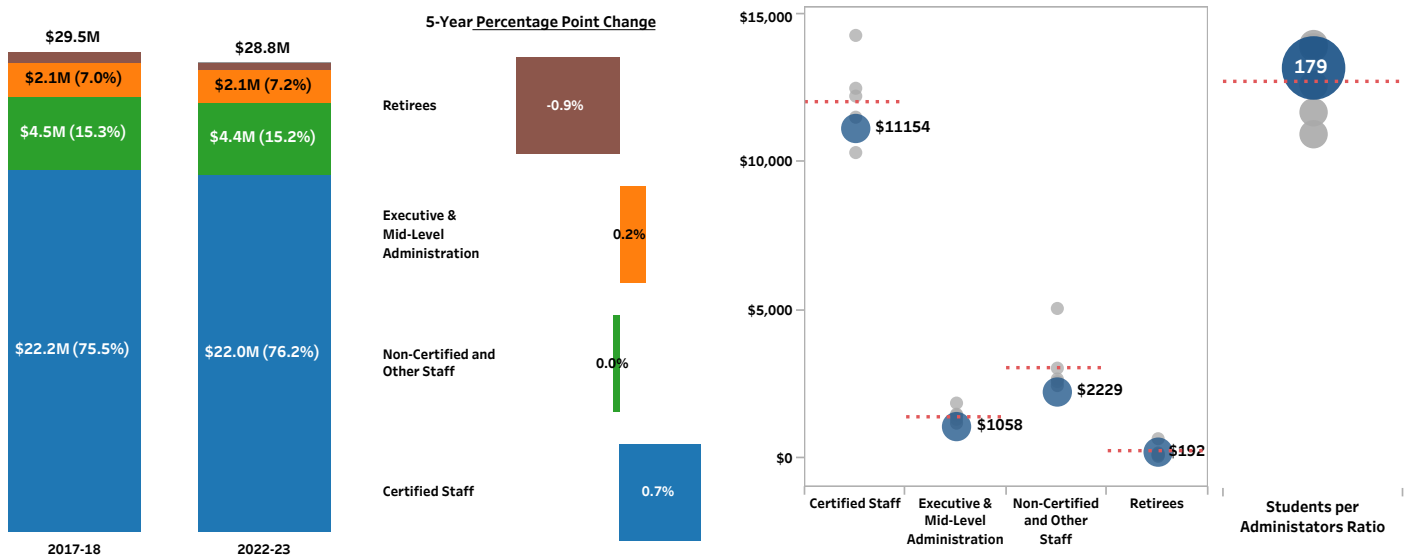 $29.5M
$2.1M (7.0%)
$4.5M (15.3%)
$22.2M (75.5%)
2017-18
$28.8M
$2.1M (7.2%)
$4.4M (15.2%)
$22.0M (76.2%)
2022-23
5-Year Percentage Point Change
Retirees
-0.9%
Executive &
Mid-Level
Administration
0.2%
Non-Certified and
Other Staff
0.0%
Certified Staff
0.7%
$15,000
$10,000
$5,000
$0
$11154
$1058
$2229
$192
Certified Staff
Executive &
Mid-Level
Administration
Non-Certified
and Other
Staff
Retirees
179
Students per
Administators Ratio